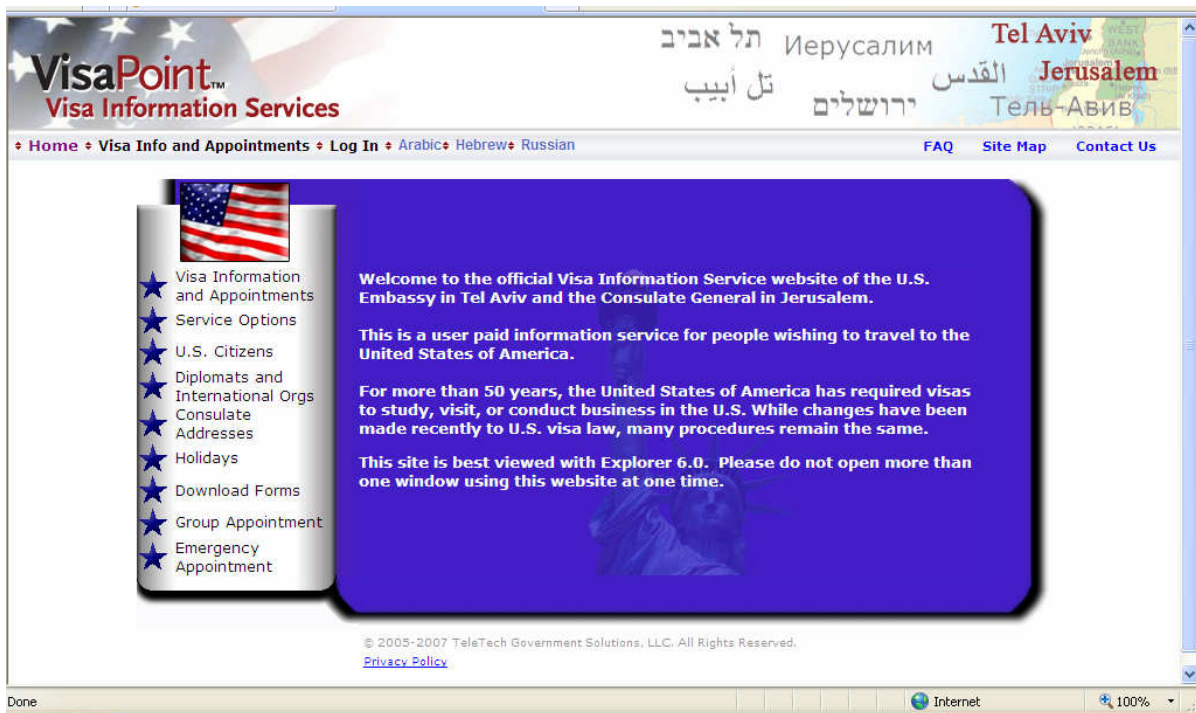 VisaPoint™
Visa Information Services
תל אביב Иерусалим Tel Aviv
تل أبيب ירושלים القدس Jerusalem
Тель-Авив
WEST
BANK
Home Visa Info and Appointments Log In Arabic Hebrew Russian FAQ Site Map Contact Us
Visa Information
and Appointments
Service Options
U.S. Citizens
Diplomats and
International Orgs
Consulate
Addresses
Holidays
Download Forms
Group Appointment
Emergency
Appointment
Welcome to the official Visa Information Service website of the U.S.
Embassy in Tel Aviv and the Consulate General in Jerusalem.
This is a user paid information service for people wishing to travel to the
United States of America.
For more than 50 years, the United States of America has required visas
to study, visit, or conduct business in the U.S. While changes have been
made recently to U.S. visa law, many procedures remain the same.
This site is best viewed with Explorer 6.0. Please do not open more than
one window using this website at one time.
© 2005-2007 TeleTech Government Solutions, LLC. All Rights Reserved.
Privacy Policy
Done Internet 100%